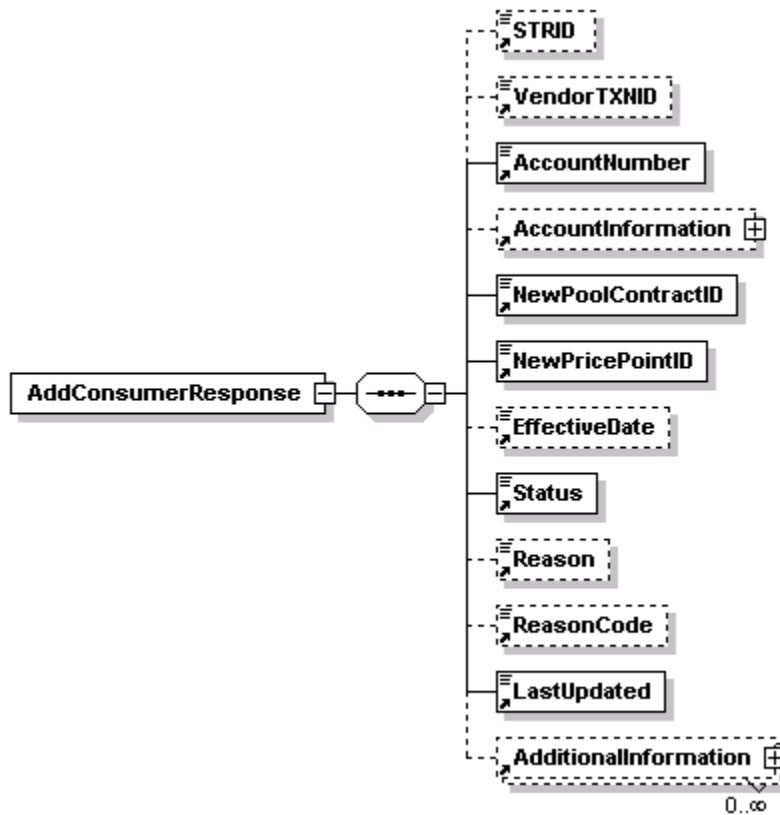 STRID
VendorTXNID
AccountNumber
AccountInformation
NewPoolContractID
NewPricePointID
AddConsumerResponse
EffectiveDate
Status
Reason
ReasonCode
LastUpdated
AdditionalInformation
0..∞